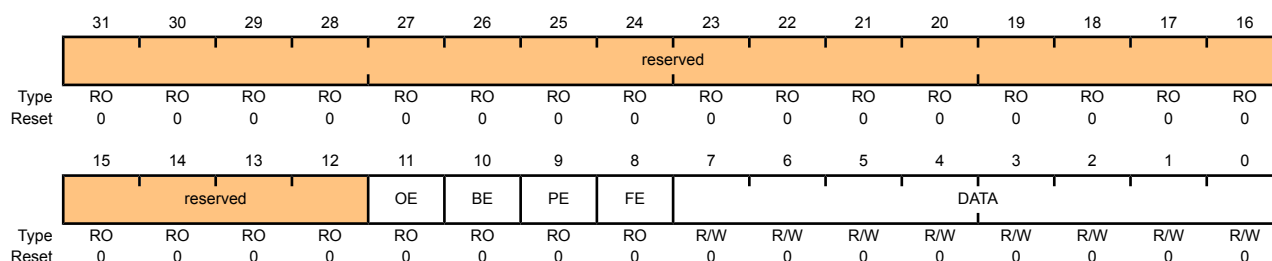 31 30 29 28 27 26 25 24 23 22 21 20 19 18 17 16
reserved
Type RO RO RO RO RO RO RO RO RO RO RO RO RO RO RO RO
Reset 0 0 0 0 0 0 0 0 0 0 0 0 0 0 0 0
15 14 13 12 11 10 9 8 7 6 5 4 3 2 1 0
reserved OE BE PE FE DATA
Type RO RO RO RO RO RO RO RO R/W R/W R/W R/W R/W R/W R/W R/W
Reset 0 0 0 0 0 0 0 0 0 0 0 0 0 0 0 0